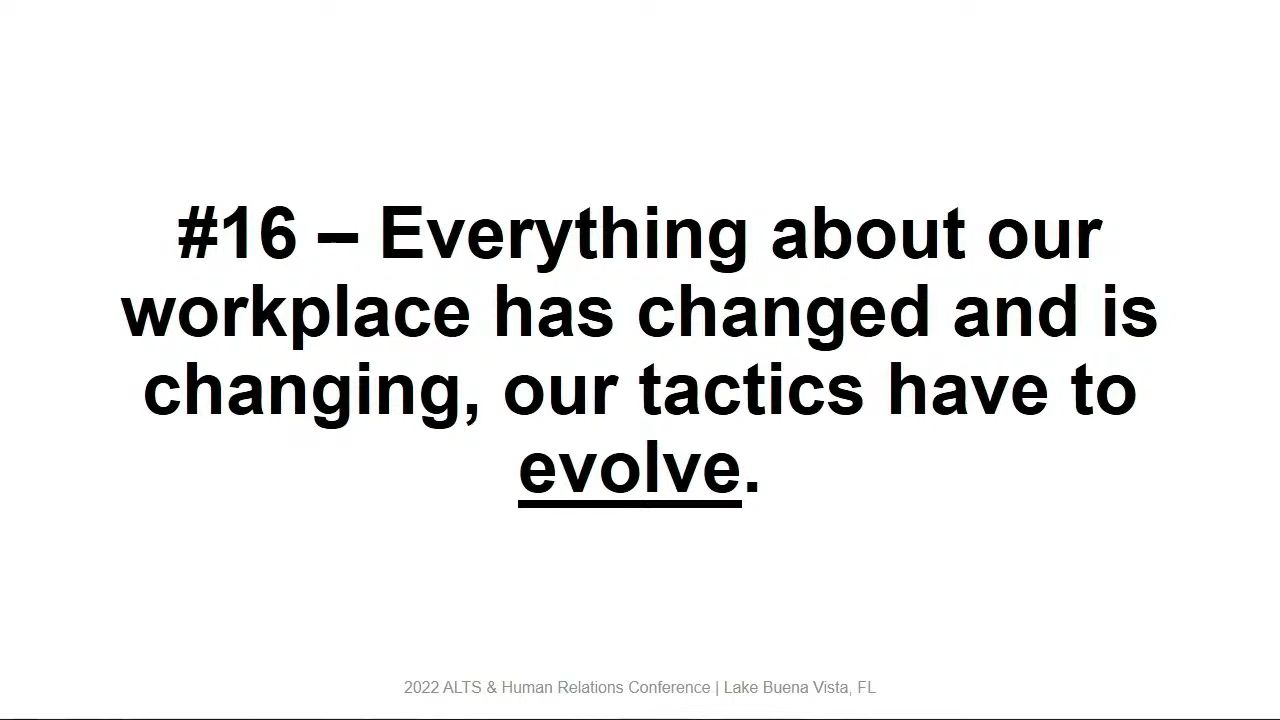 #16 – Everything about our
workplace has changed and is
changing, our tactics have to
evolve.
2022 ALTS & Human Relations Conference | Lake Buena Vista, FL